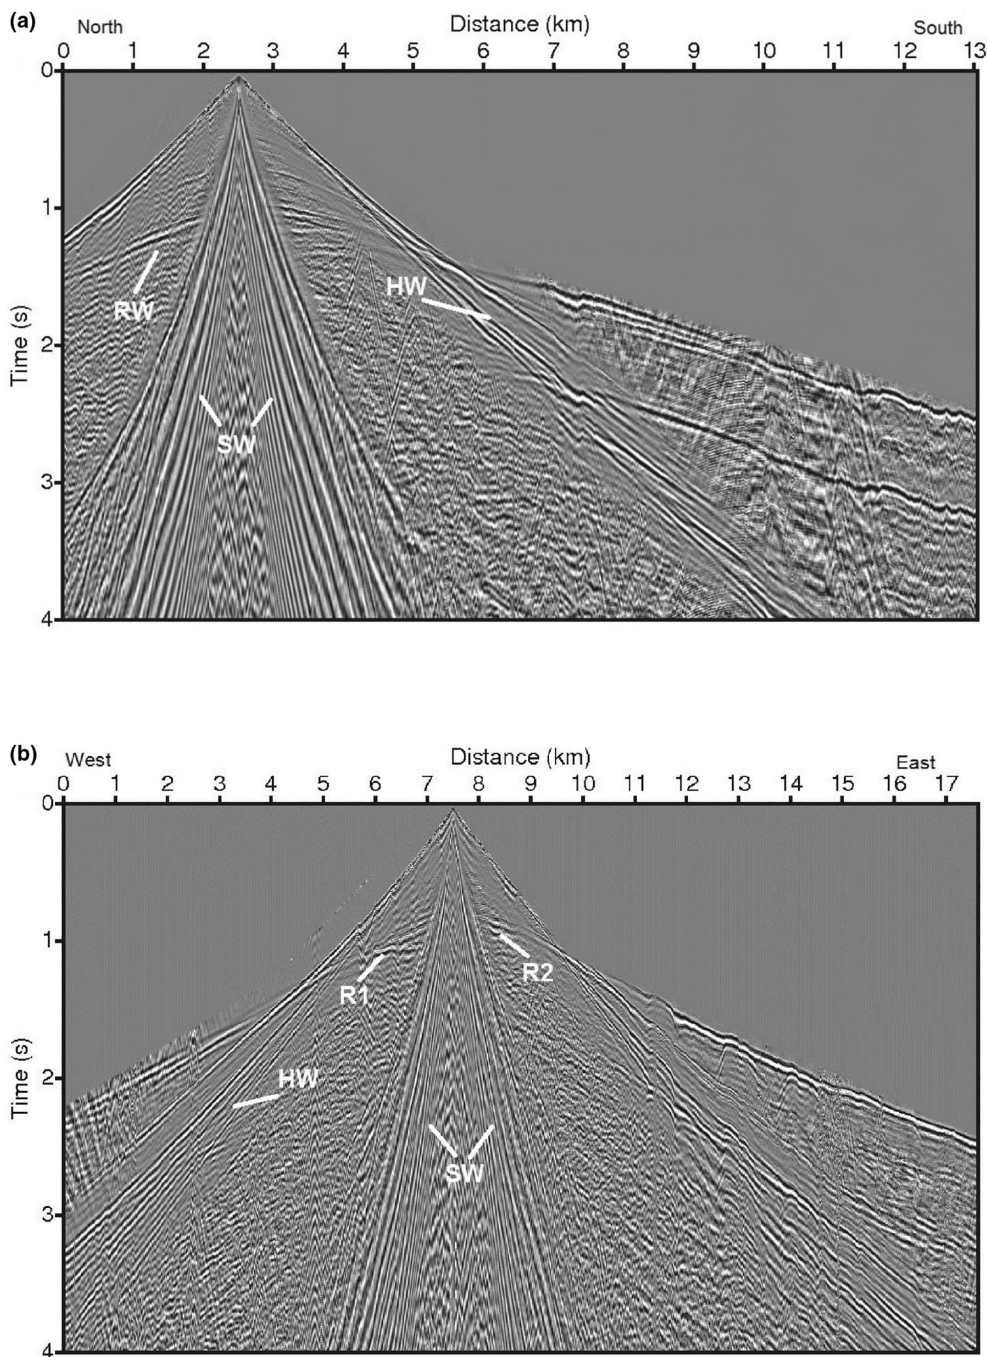 (a)
North Distance (km) South
0 1 2 3 4 5 6 7 8 9 10 11 12 13
Time (s)
0
1
2
3
4
RW
HW
SW
(b)
West Distance (km) East
0 1 2 3 4 5 6 7 8 9 10 11 12 13 14 15 16 17
Time (s)
0
1
2
3
4
R1
R2
HW
SW